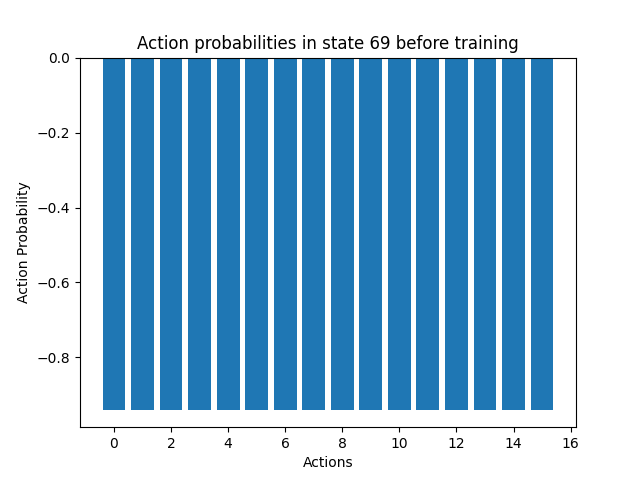 Action probabilities in state 69 before training
0.0
−0.2
−0.4
−0.6
−0.8
Action Probability
0 2 4 6 8 10 12 14 16
Actions